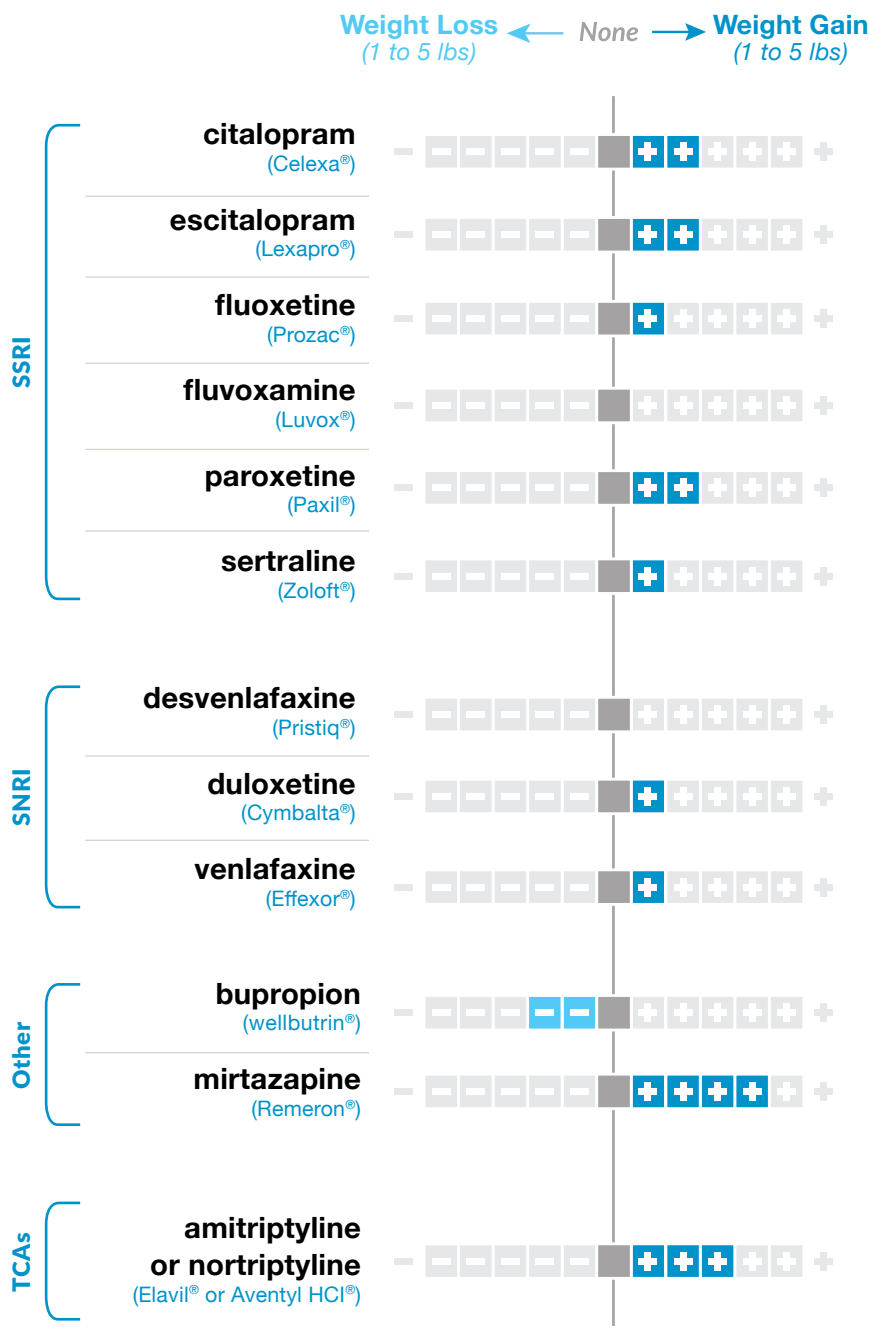 Weight Loss
(1 to 5 lbs)
None
Weight Gain
(1 to 5 lbs)
SSRI
citalopram
(Celexa®)
escitalopram
(Lexapro®)
fluoxetine
(Prozac®)
fluvoxamine
(Luvox®)
paroxetine
(Paxil®)
sertraline
(Zoloft®)
SNRI
desvenlafaxine
(Pristiq®)
duloxetine
(Cymbalta®)
venlafaxine
(Effexor®)
Other
bupropion
(wellbutrin®)
mirtazapine
(Remeron®)
TCAs
amitriptyline
or nortriptyline
(Elavil® or Aventyl HCl®)